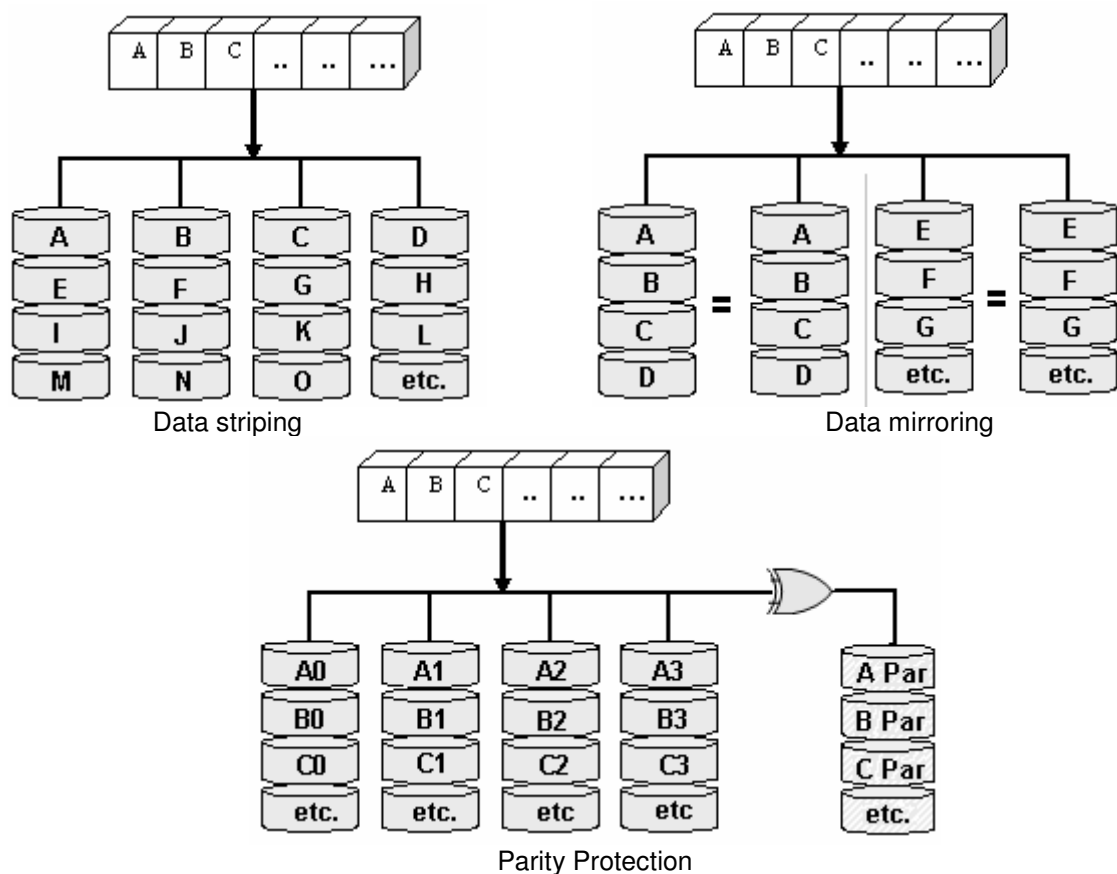 A B C .. .. ...
A B C D
E F G H
I J K L
M N O etc.
Data striping
A B C .. .. ...
A A E E
B B F F
= =
C C G G
D D etc. etc.
Data mirroring
A B C .. .. ...
A0 A1 A2 A3 A Par
B0 B1 B2 B3 B Par
C0 C1 C2 C3 C Par
etc. etc. etc etc etc.
Parity Protection